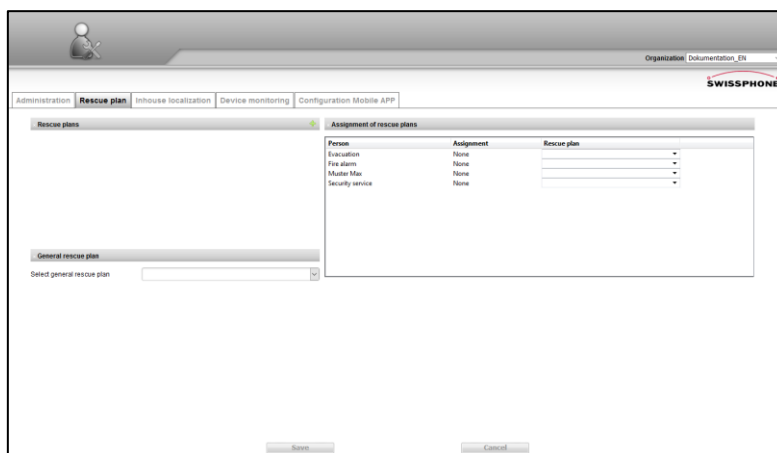 Organization Dokumentation_EN
SWISSPHONE
Administration Rescue plan Inhouse localization Device monitoring Configuration Mobile APP
Rescue plans
Assignment of rescue plans
Person Assignment Rescue plan
Evacuation None
Fire alarm None
Muster Max None
Security service None
General rescue plan
Select general rescue plan
Save Cancel